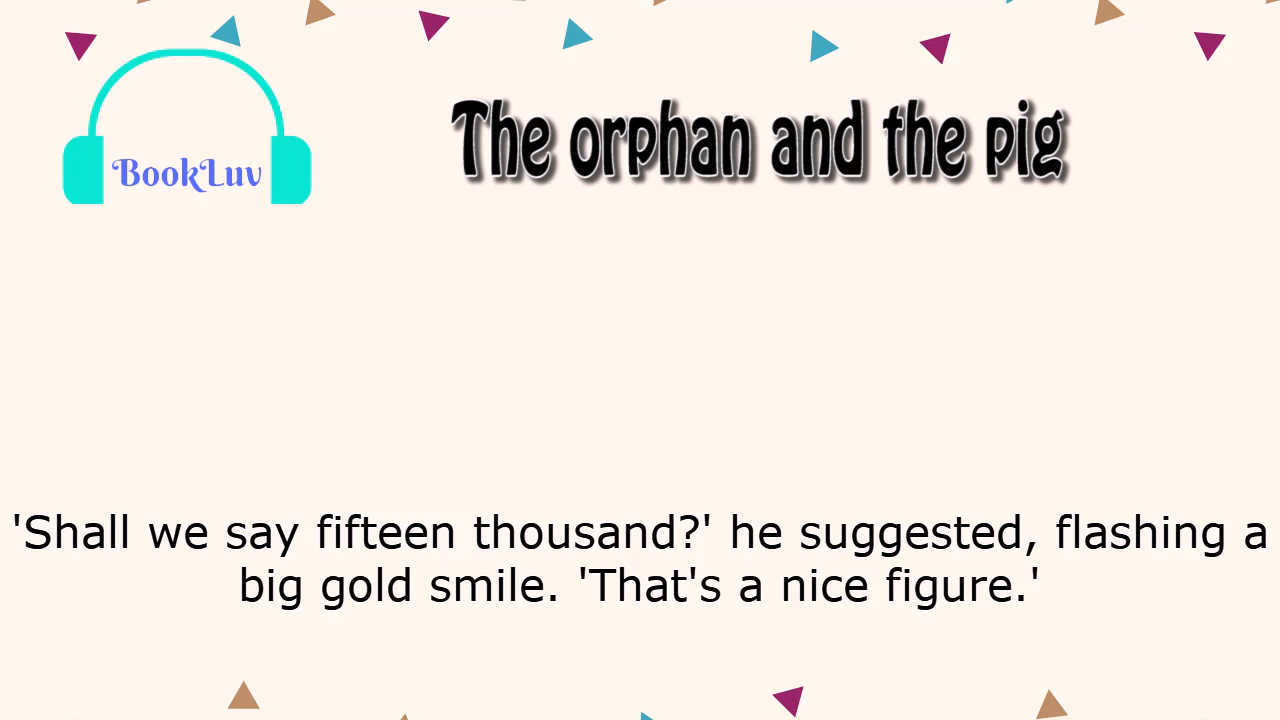 The orphan and the pig
BookLuv
'Shall we say fifteen thousand?' he suggested, flashing a
big gold smile. 'That's a nice figure.'